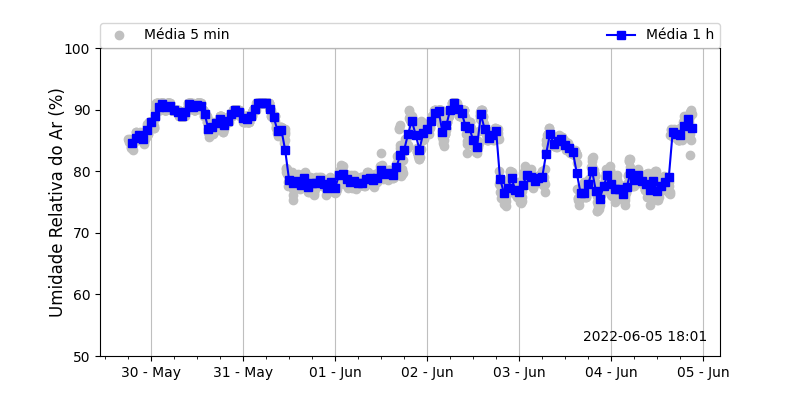 Média 5 min
Média 1 h
100
90
80
70
60
50
Umidade Relativa do Ar (%)
2022-06-05 18:01
30 - May
31 - May
01 - Jun
02 - Jun
03 - Jun
04 - Jun
05 - Jun